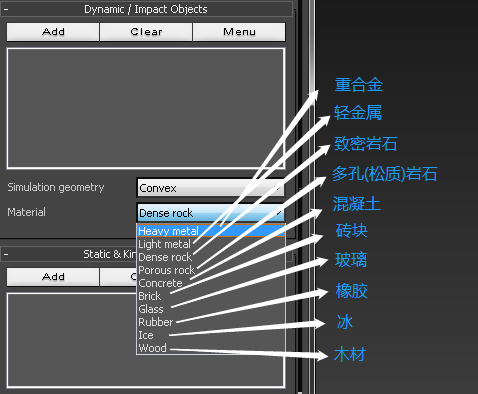 - Dynamic / Impact Objects
Add Clear Menu
Simulation geometry Convex
Material Dense rock
Heavy metal
Light metal
Dense rock
Porous rock
Concrete
Brick
Glass
Rubber
Ice
Wood
- Static & Kin
Add C
重合金
轻金属
致密岩石
多孔(松质)岩石
混凝土
砖块
玻璃
橡胶
冰
木材